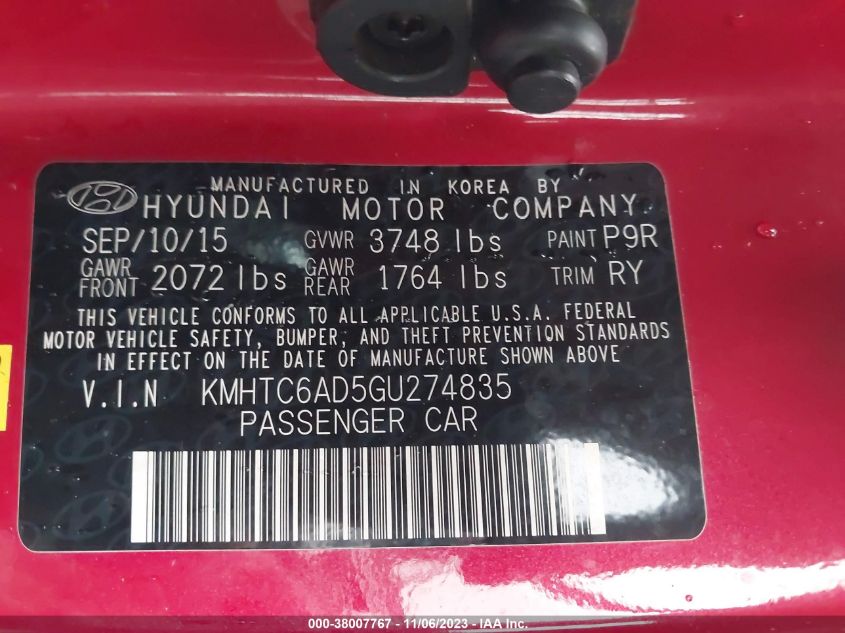 MANUFACTURED IN KOREA BY
HYUNDAI MOTOR COMPANY
SEP/10/15 GVWR 3748 lbs PAINT P9R
GAWR FRONT 2072 lbs GAWR REAR 1764 lbs TRIM RY
THIS VEHICLE CONFORMS TO ALL APPLICABLE U.S.A. FEDERAL
MOTOR VEHICLE SAFETY, BUMPER, AND THEFT PREVENTION STANDARDS
IN EFFECT ON THE DATE OF MANUFACTURE SHOWN ABOVE
V.I.N KMHTC6AD5GU274835
PASSENGER CAR
000-38007767 - 11/06/2023 - IAA Inc.